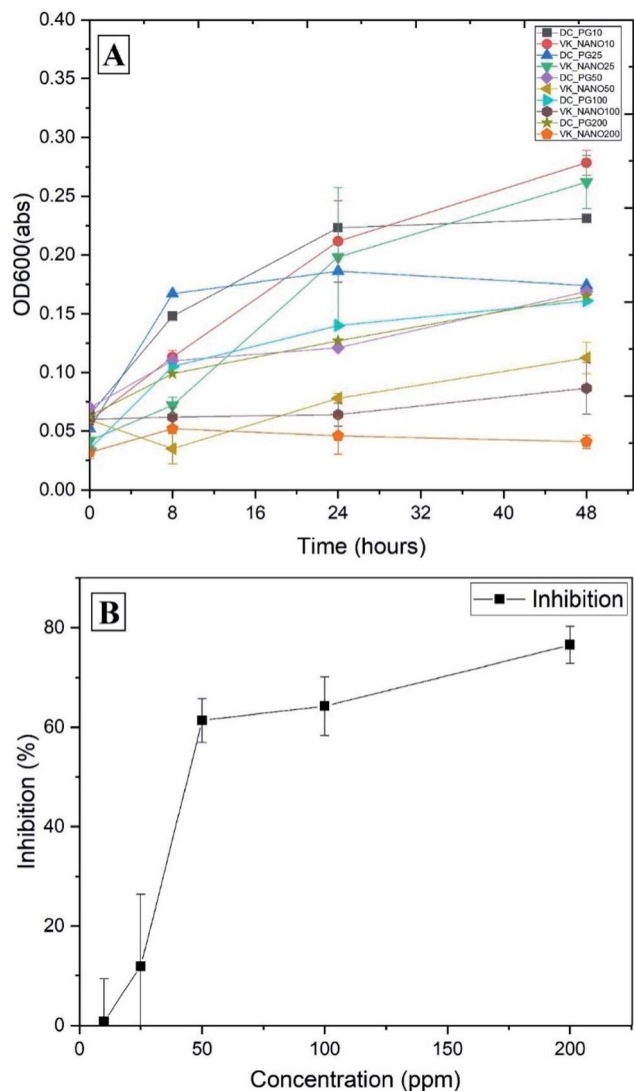 A
DC_PG10
VK_NANO10
DC_PG25
VK_NANO25
DC_PG50
VK_NANO50
DC_PG100
VK_NANO100
DC_PG200
VK_NANO200
0.40
0.35
0.30
0.25
0.20
0.15
0.10
0.05
0.00
OD600(abs)
0 8 16 24 32 40 48
Time (hours)
B
Inhibition
80
60
40
20
0
Inhibition (%)
0 50 100 150 200
Concentration (ppm)